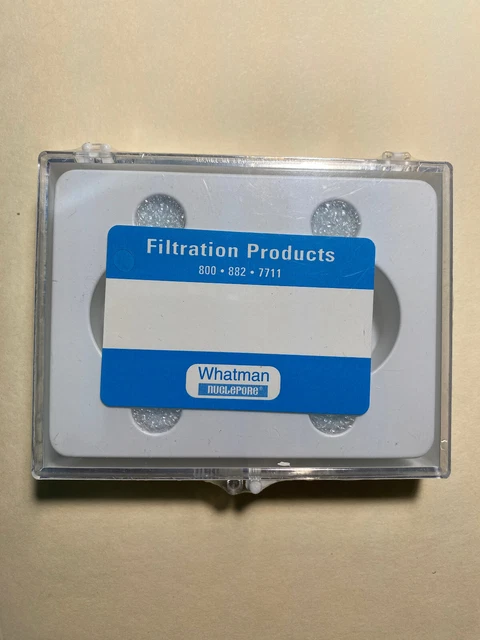 Filtration Products
800 • 882 • 7711
Whatman
NUCLEPORE®